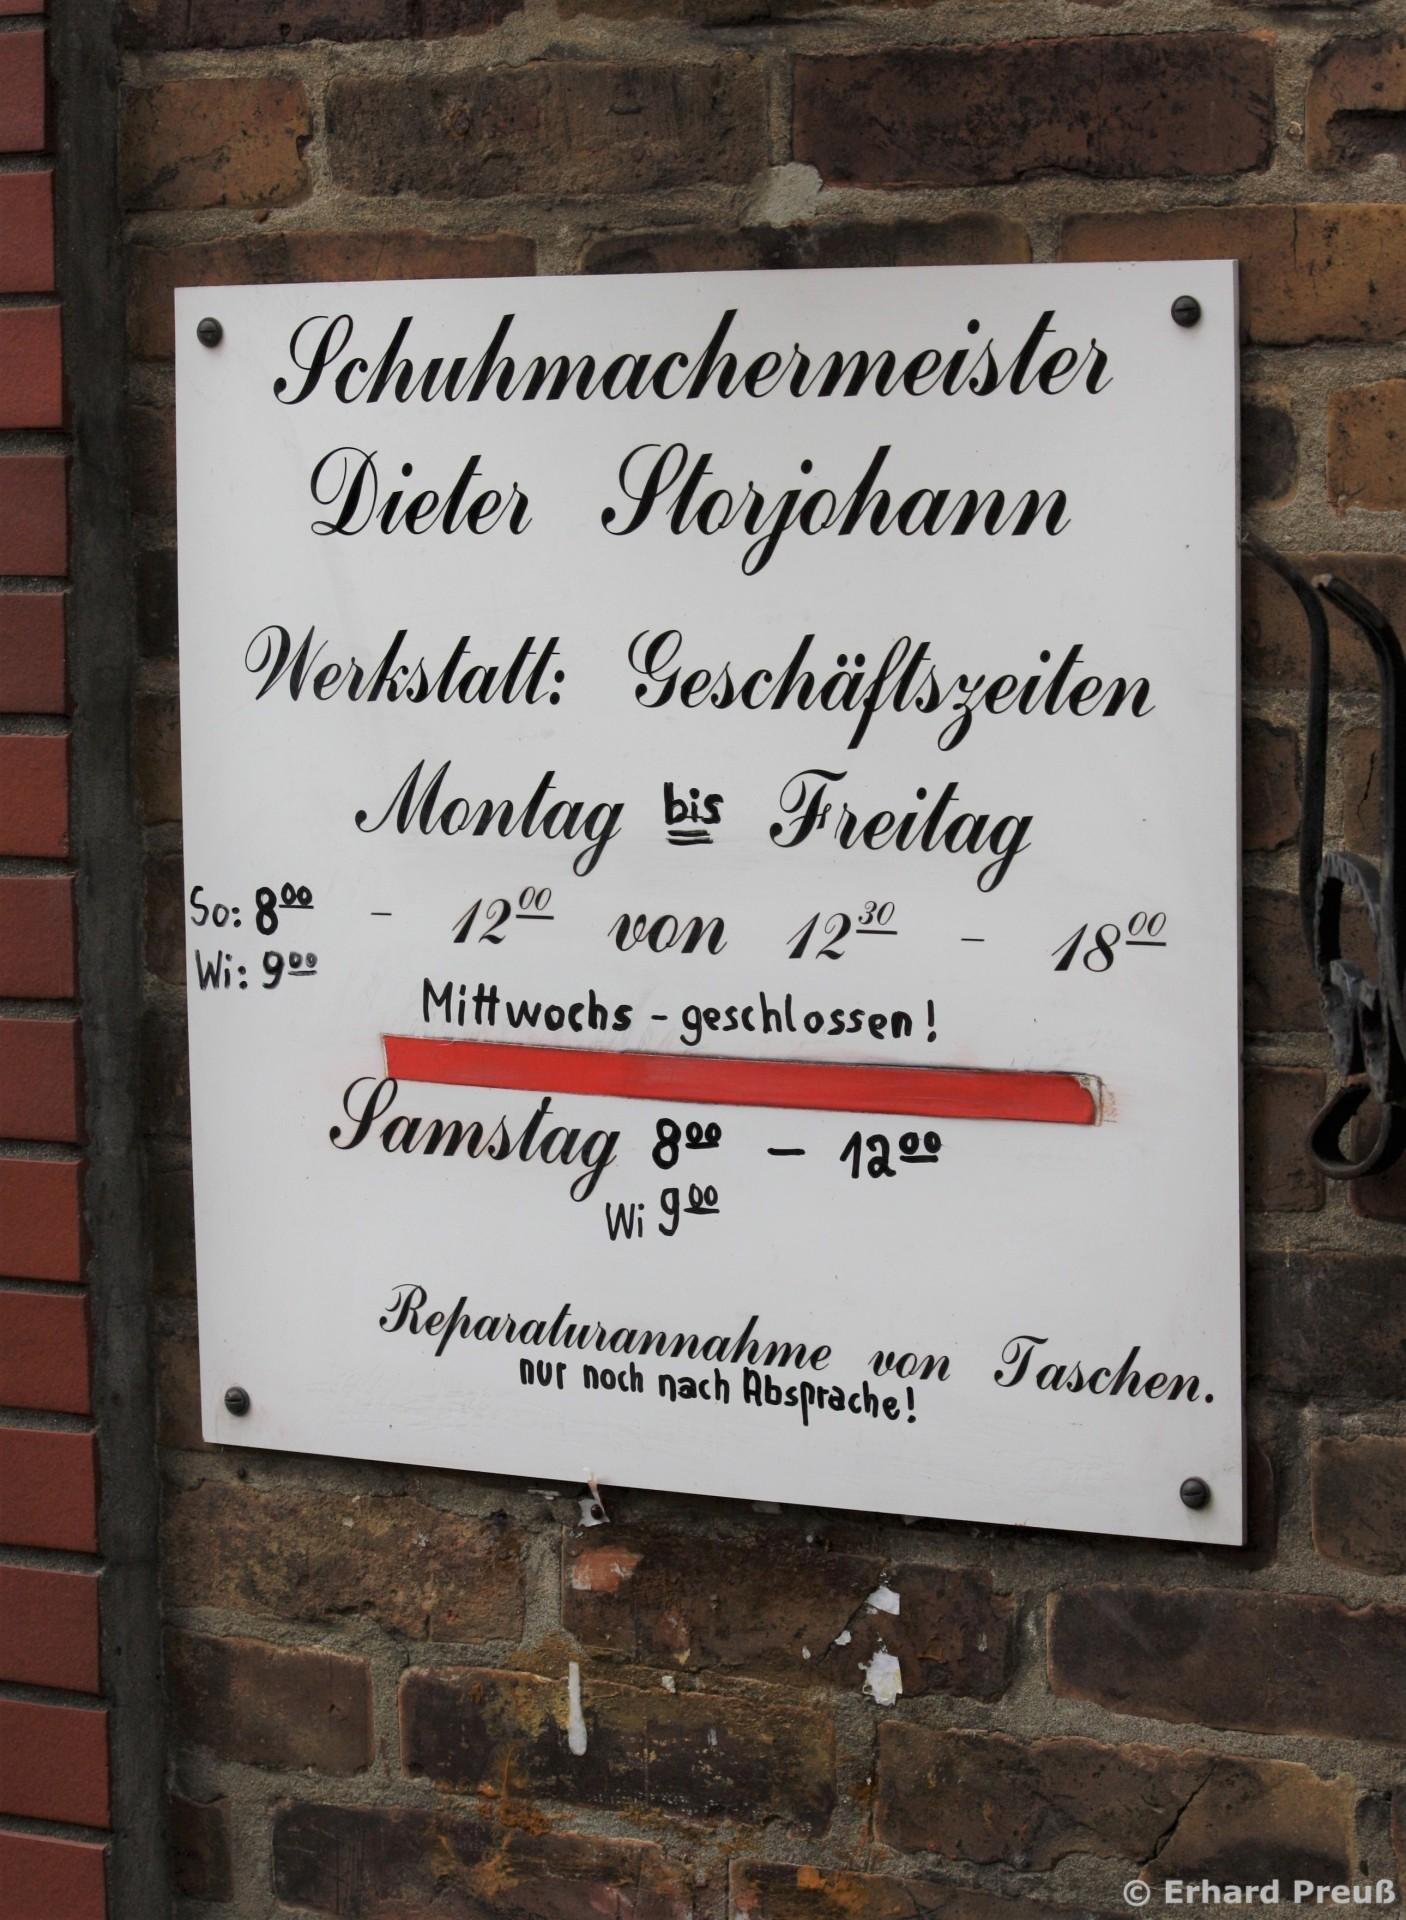 Schuhmachermeister
Dieter Storjohann
Werkstatt: Geschäftszeiten
Montag bis Freitag
So: 8⁰⁰ - 12⁰⁰ von 12³⁰ - 18⁰⁰
Wi: 9⁰⁰
Mittwochs - geschlossen!
Samstag 8⁰⁰ - 12⁰⁰
Wi 9⁰⁰
Reparaturannahme von Taschen.
nur noch nach Absprache!
© Erhard Preuß